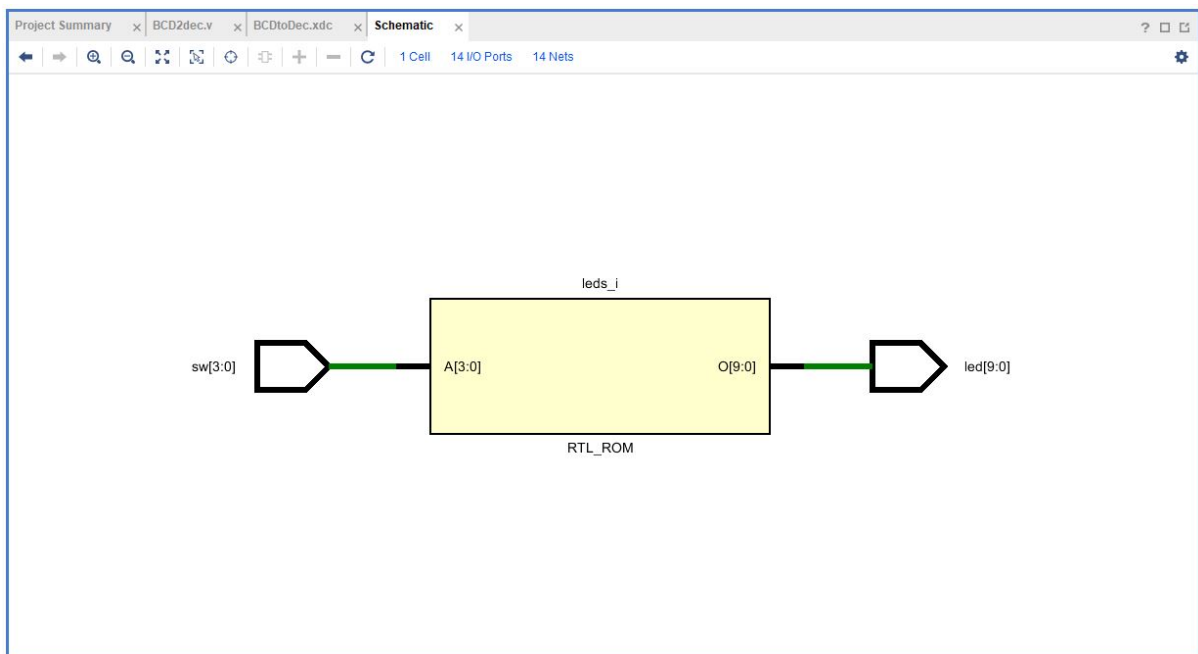 Project Summary BCD2dec.v BCDtoDec.xdc Schematic ?
1 Cell 14 I/O Ports 14 Nets
leds_i
sw[3:0] A[3:0] O[9:0] led[9:0]
RTL_ROM